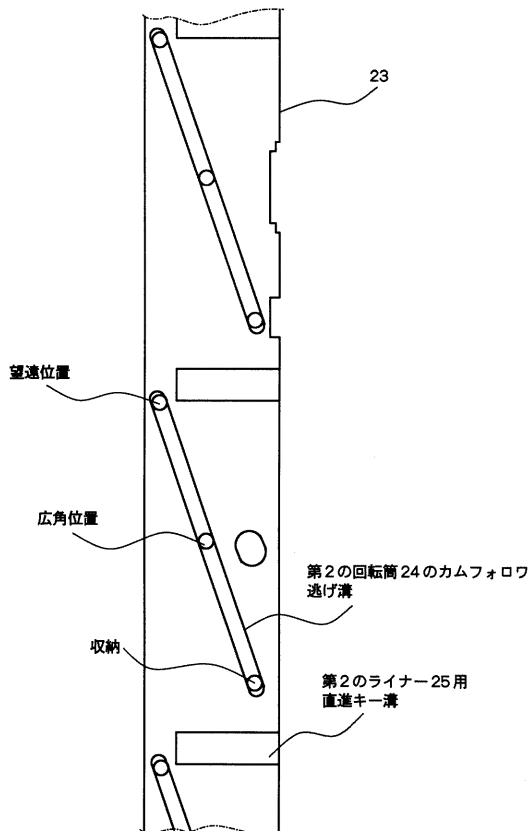 23
望遠位置
広角位置
第2の回転筒24のカムフォロワ
逃げ溝
収納
第2のライナー25用
直進キー溝